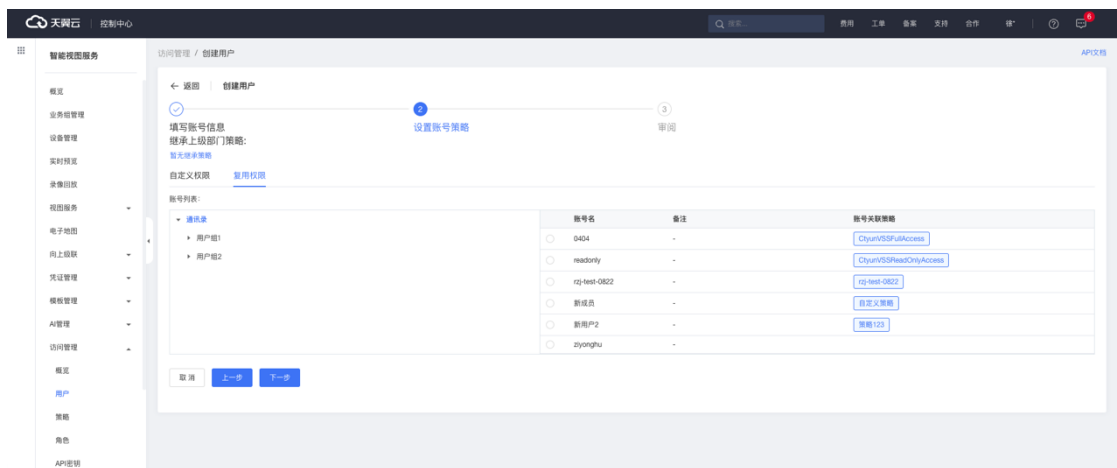 天翼云 控制中心 搜索... 费用 工单 备案 支持 合作 6
智能视图服务
访问管理 / 创建用户 API文档
概览
业务组管理
设备管理
实时预览
录像回放
视图服务
电子地图
向上级联
凭证管理
模板管理
AI管理
访问管理
概览
用户
策略
角色
API密钥
← 返回 创建用户
2 3
填写账号信息 设置账号策略 审阅
继承上级部门策略:
暂无继承策略
自定义权限 复用权限
账号列表:
通讯录
用户组1
用户组2
账号名 备注 账号关联策略
0404 - CtyunVSSFullAccess
readonly - CtyunVSSReadOnlyAccess
rzj-test-0822 - rzj-test-0822
新成员 - 自定义策略
新用户2 - 策略123
ziyonghu -
取消 上一步 下一步